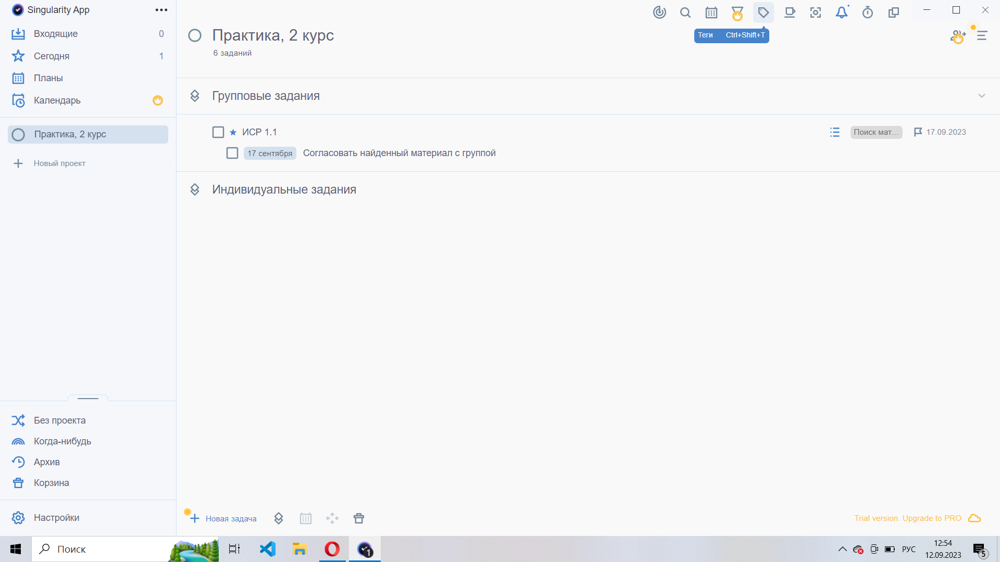 Singularity App
Входящие 0
Сегодня 1
Планы
Календарь
Практика, 2 курс
Новый проект
Без проекта
Когда-нибудь
Архив
Корзина
Настройки
Теги Ctrl+Shift+T
Практика, 2 курс
6 заданий
Групповые задания
ИСР 1.1 Поиск мат... 17.09.2023
17 сентября Согласовать найденный материал с группой
Индивидуальные задания
Новая задача
Trial version. Upgrade to PRO
Поиск
1
РУС
12:54
12.09.2023
5